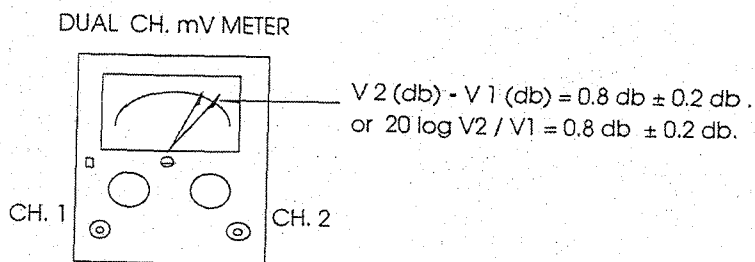 DUAL CH. mV METER
V 2 (db) - V 1 (db) = 0.8 db ± 0.2 db.
or 20 log V2 / V1 = 0.8 db ± 0.2 db.
CH. 1
CH. 2